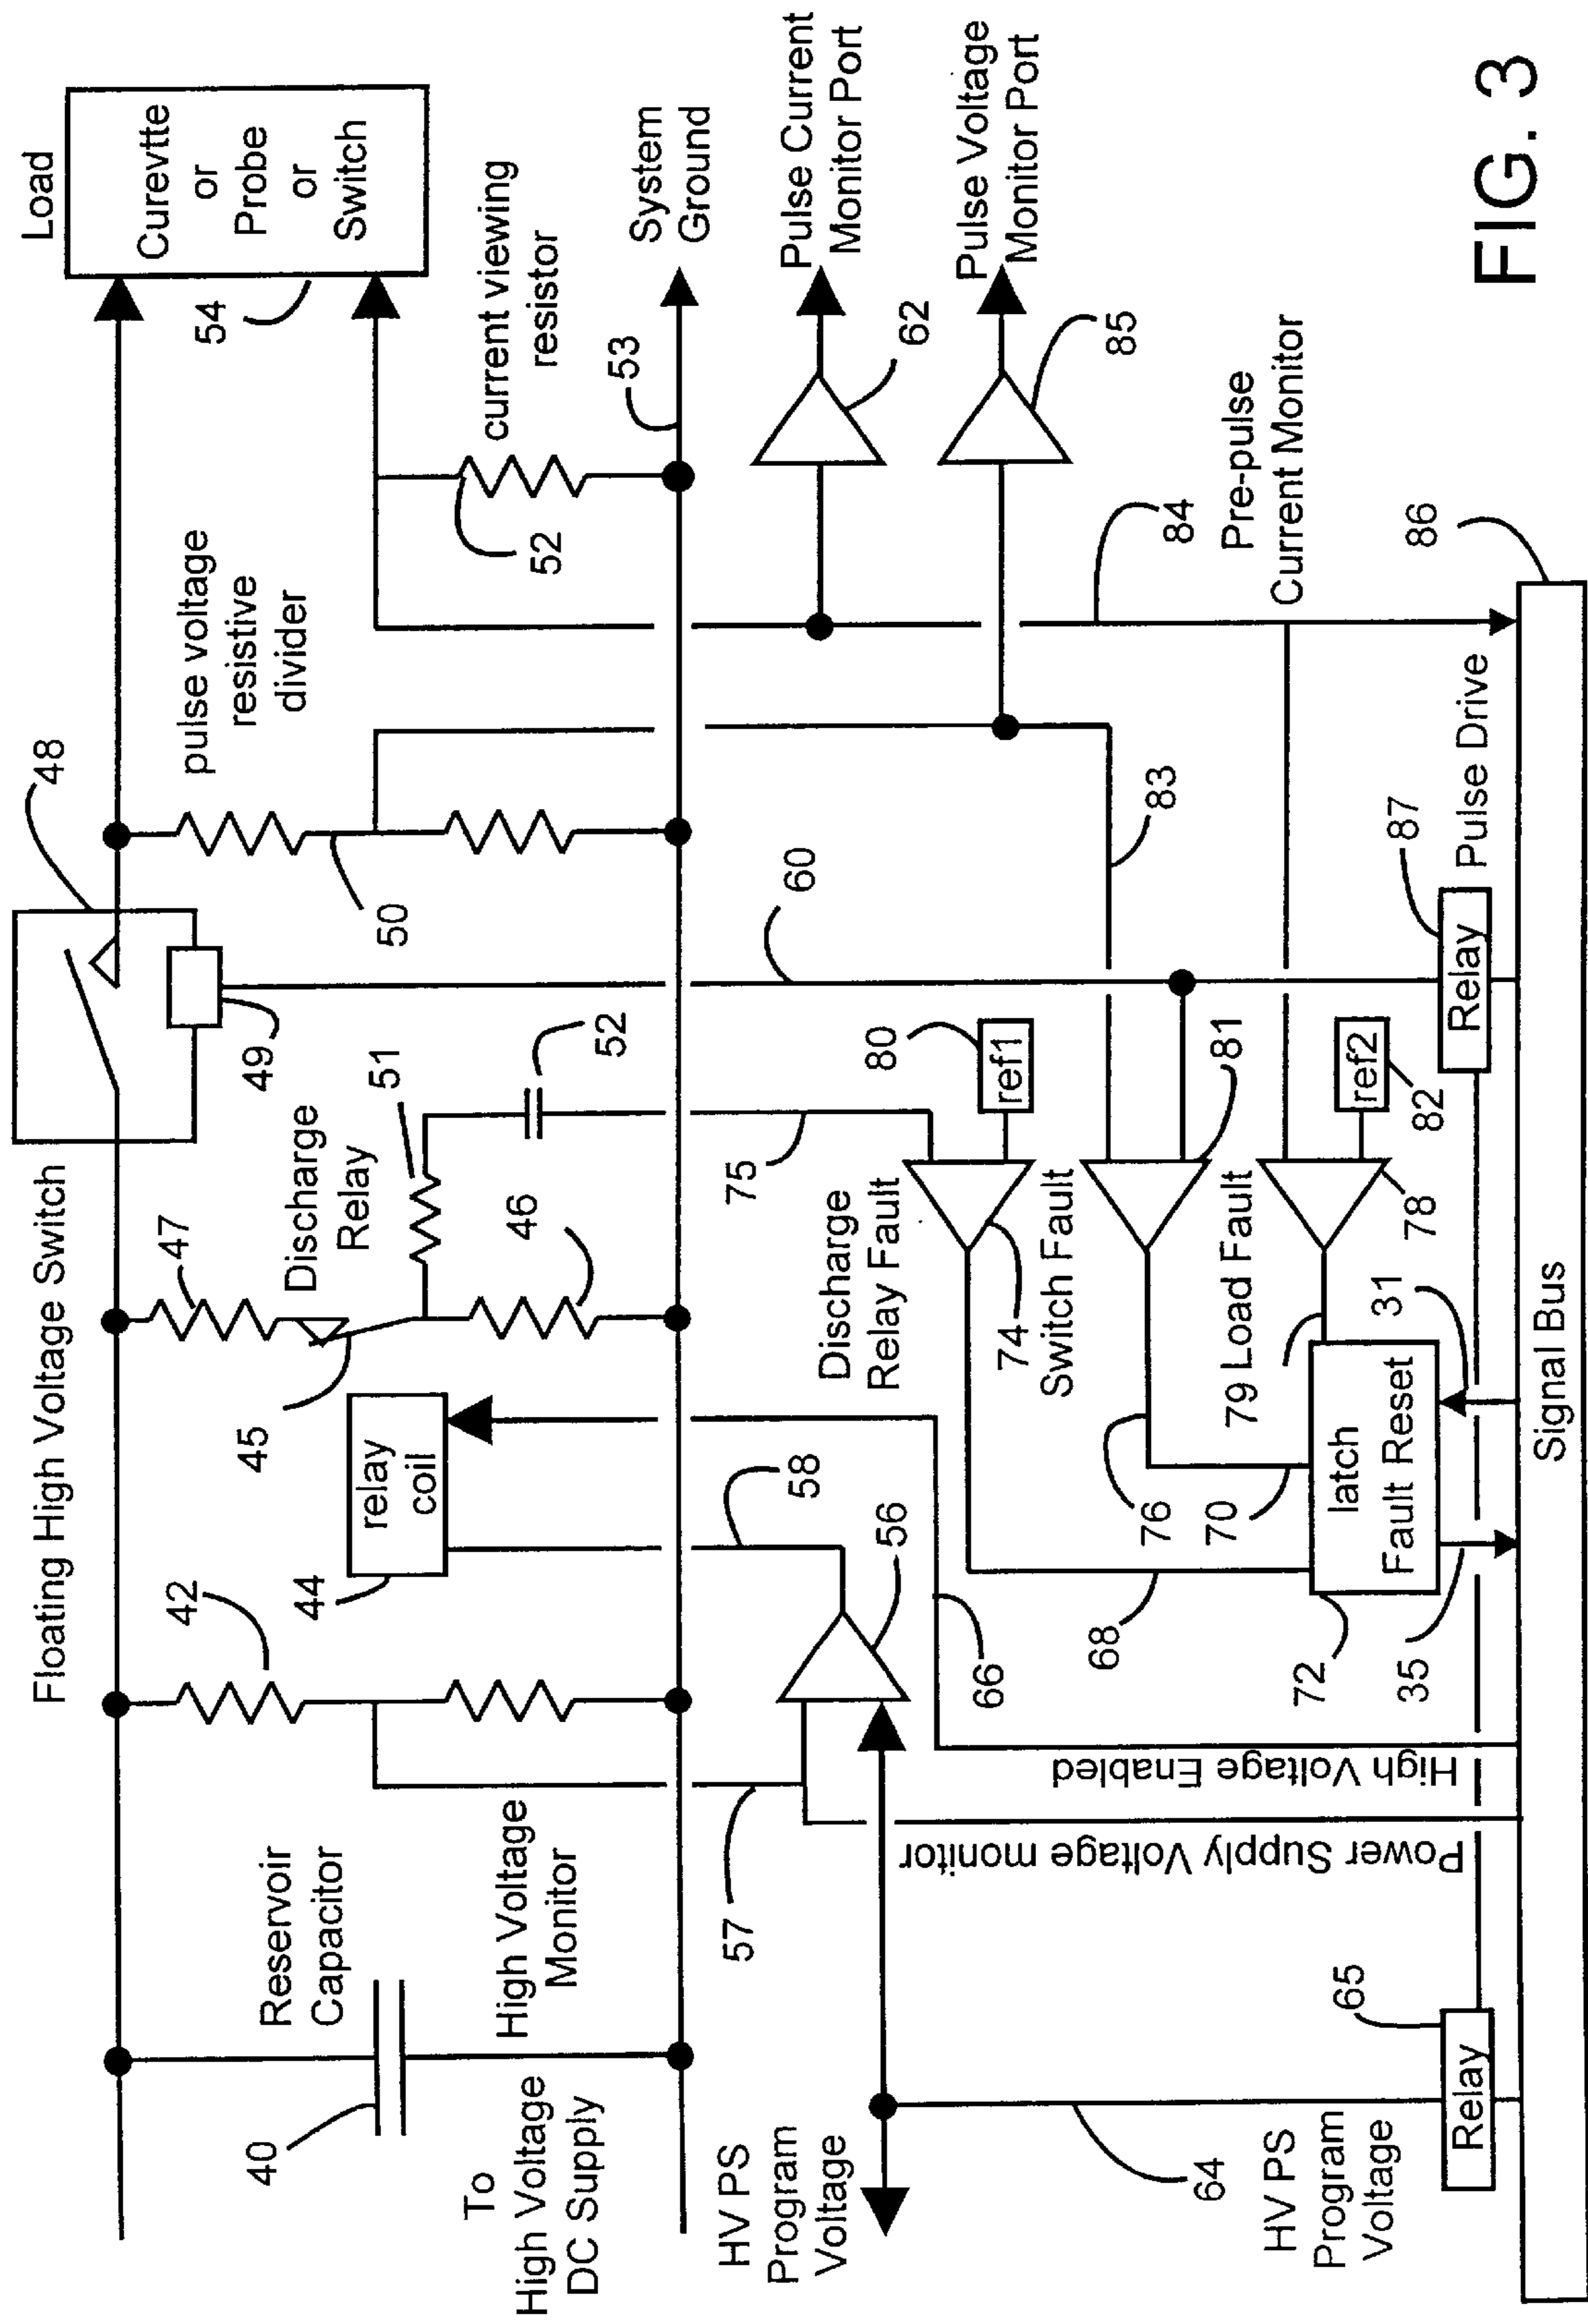 Floating High Voltage Switch
48
Load
Curevtte
or
Probe
or
Switch
54
pulse voltage
resistive
divider
50
current viewing
resistor
52
System
Ground
53
47
Discharge
Relay
51
52
49
45
46
42
44
relay
coil
Reservoir
Capacitor
40
High Voltage
Monitor
To
High Voltage
DC Supply
57
58
56
HV PS
Program
Voltage
60
62
Pulse Current
Monitor Port
Pulse Voltage
Monitor Port
85
75
80
ref1
Discharge
Relay Fault
74
83
81
Switch Fault
84
Pre-pulse
Current Monitor
ref2
82
78
79 Load Fault
76
70
68
66
72
latch
Fault Reset
31
35
High Voltage Enabled
Power Supply Voltage monitor
64
HV PS
Program
Voltage
65
Relay
87
Relay
Pulse Drive
86
Signal Bus
FIG. 3